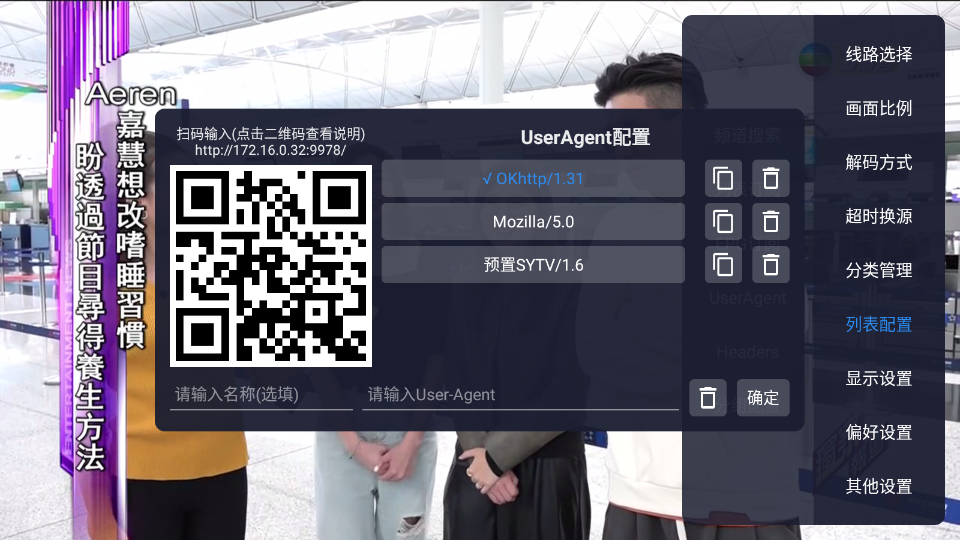 Aeren
嘉慧想改嗜睡習慣
盼透過節目尋得養生方法
ENTERTAINMENT NEWS
扫码输入(点击二维码查看说明)
http://172.16.0.32:9978/
UserAgent配置
√ OKhttp/1.31
Mozilla/5.0
预置SYTV/1.6
请输入名称(选填)
请输入User-Agent
确定
频道搜索
UserAgent
Headers
线路选择
画面比例
解码方式
超时换源
分类管理
列表配置
显示设置
偏好设置
其他设置